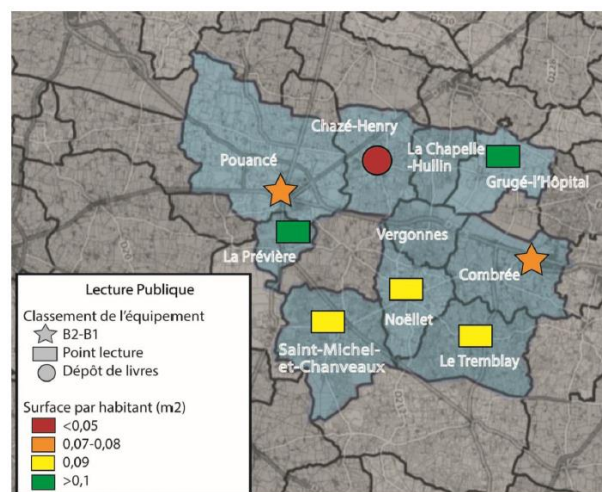 Chazé-Henry
La Chapelle
-Hullin
Pouancé
Grugé-l'Hôpital
Vergonnes
La Prévière
Combrée
Noëllet
Saint-Michel-
et-Chanveaux
Le Tremblay
Lecture Publique
Classement de l'équipement
B2-B1
Point lecture
Dépôt de livres
Surface par habitant (m2)
<0,05
0,07-0,08
0,09
>0,1